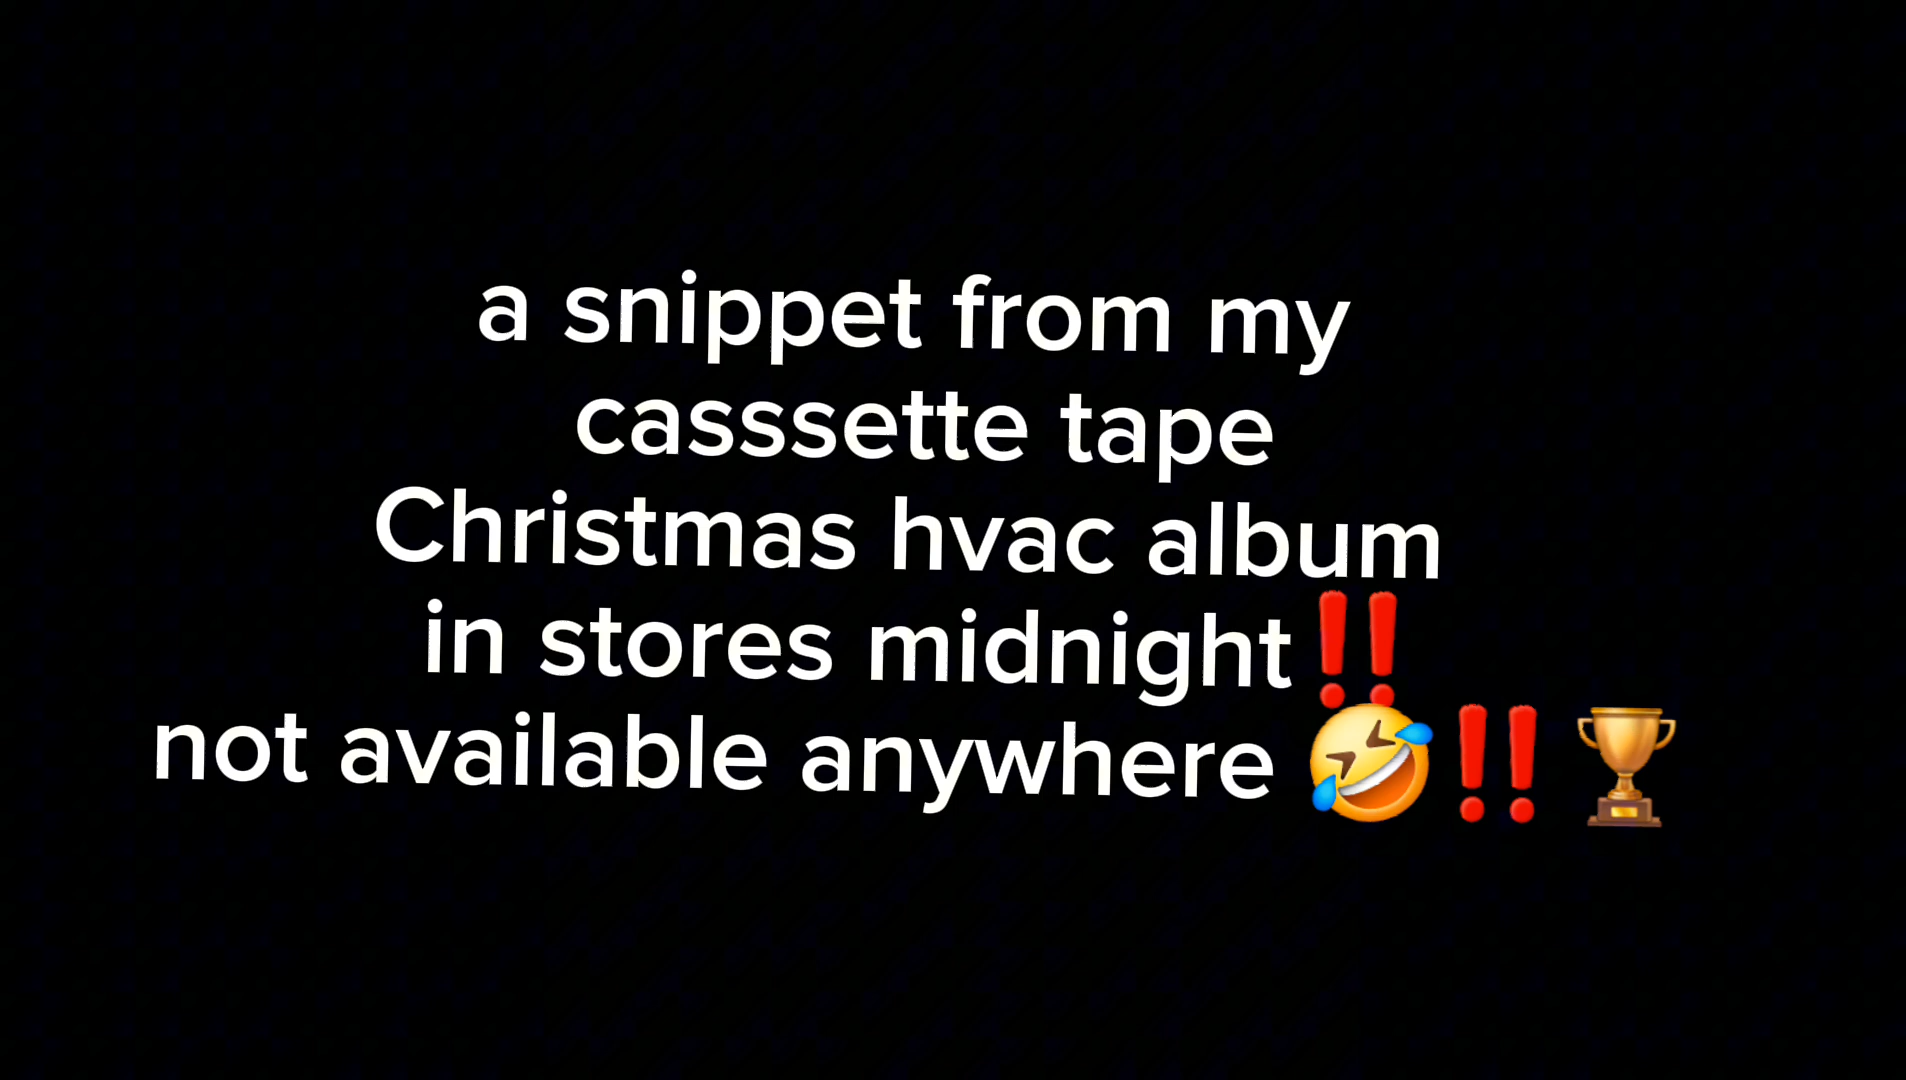 a snippet from my
casssette tape
Christmas hvac album
in stores midnight‼️
not available anywhere 🤣‼️🏆